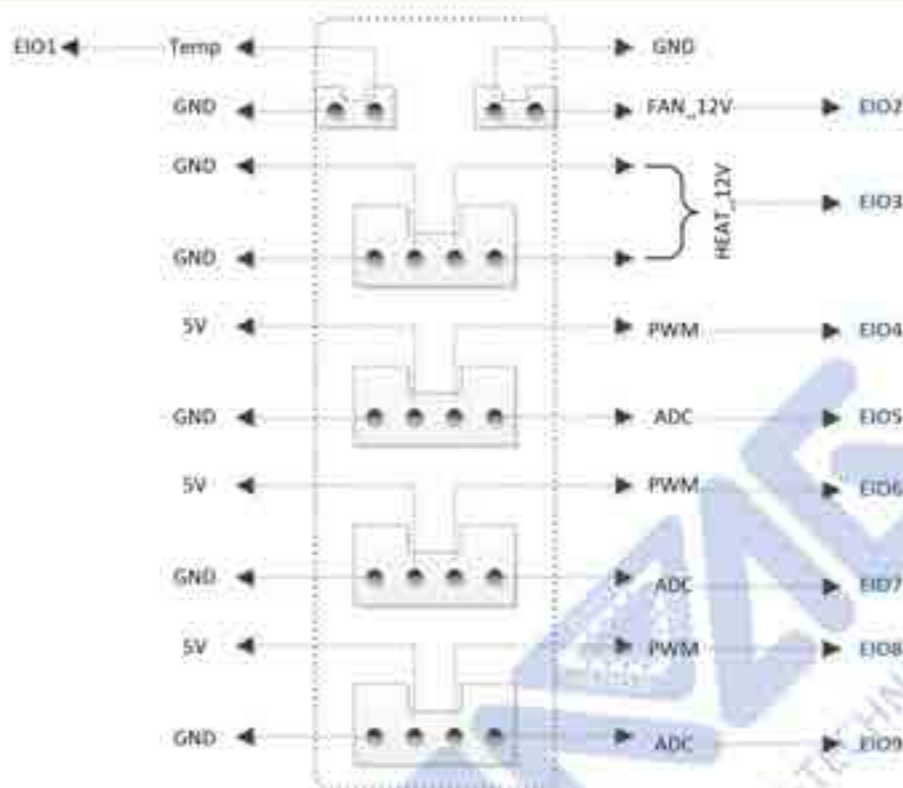 EIO1 Temp GND
GND FAN_12V EIO2
GND
HEAT_12V EIO3
GND
5V PWM EIO4
GND ADC EIO5
5V PWM EIO6
GND ADC EIO7
5V PWM EIO8
GND ADC EIO9